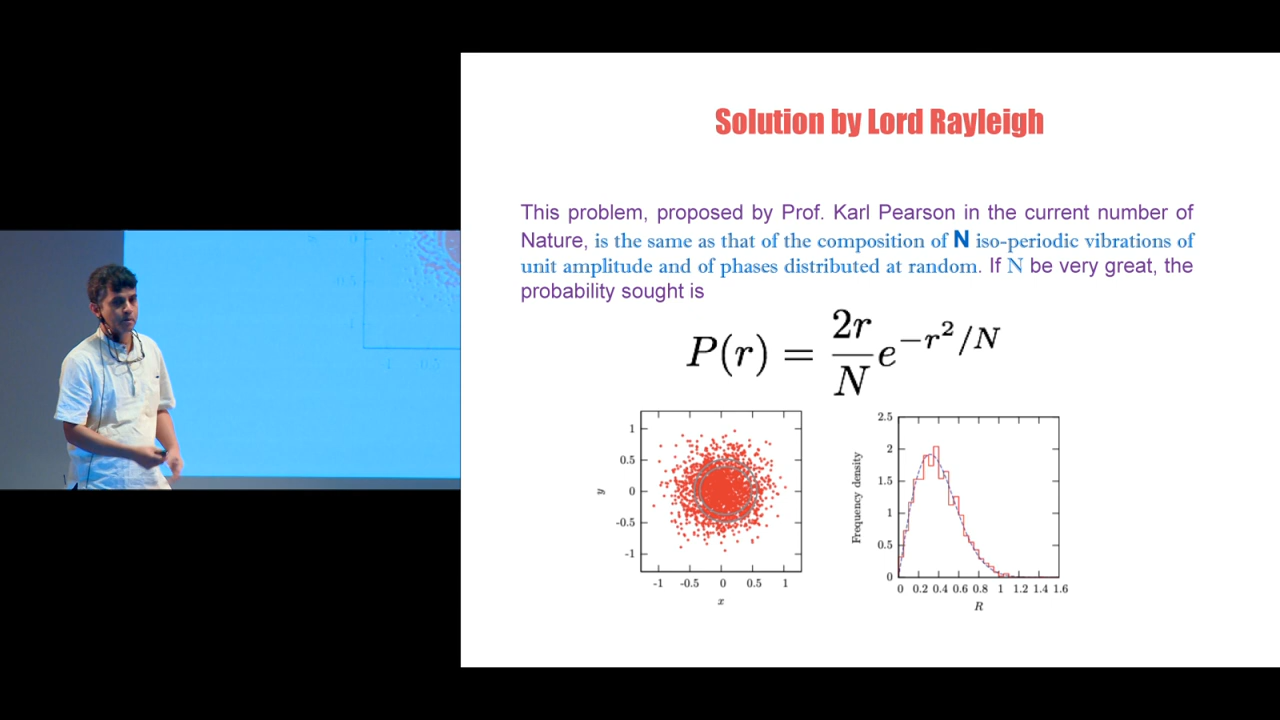 Solution by Lord Rayleigh
This problem, proposed by Prof. Karl Pearson in the current number of
Nature, is the same as that of the composition of N iso-periodic vibrations of
unit amplitude and of phases distributed at random. If N be very great, the
probability sought is
P(r) = \frac{2r}{N} e^{-r^2/N}
1
0.5
0
-0.5
-1
y
-1 -0.5 0 0.5 1
x
2.5
2
1.5
1
0.5
0
Frequency density
0 0.2 0.4 0.6 0.8 1 1.2 1.4 1.6
R